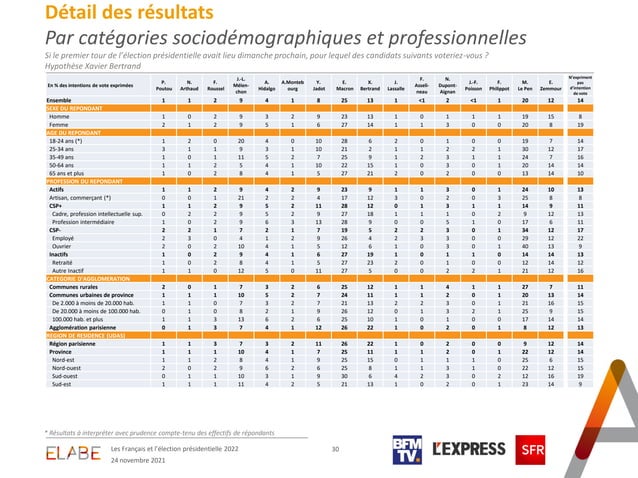 Détail des résultats
Par catégories sociodémographiques et professionnelles
Si le premier tour de l'élection présidentielle avait lieu dimanche prochain, pour lequel des candidats suivants voteriez-vous ?
Hypothèse Xavier Bertrand
En % des intentions de vote exprimées P. Poutou N. Arthaud F. Roussel J.-L. Mélen-chon A. Hidalgo A.Monteb ourg Y. Jadot E. Macron X. Bertrand J. Lassalle F. Asseli-neau N. Dupont-Aignan J.-F. Poisson F. Philippot M. Le Pen E. Zemmour N'expriment pas d'intention de vote
Ensemble 1 1 2 9 4 1 8 25 13 1 <1 2 <1 1 20 12 14
SEXE DU REPONDANT
Homme 1 0 2 9 3 2 9 23 13 1 0 1 1 1 19 15 8
Femme 2 1 2 9 5 1 6 27 14 1 1 3 0 0 20 8 19
AGE DU REPONDANT
18-24 ans (*) 1 2 0 20 4 0 10 28 6 2 0 1 0 0 19 7 14
25-34 ans 3 1 1 9 3 1 10 21 2 1 1 2 2 1 30 12 17
35-49 ans 1 0 1 11 5 2 7 25 9 1 2 3 1 1 24 7 16
50-64 ans 1 1 2 5 4 1 10 22 15 1 0 3 0 1 20 14 14
65 ans et plus 1 0 2 8 4 1 5 27 21 2 0 2 0 0 13 14 10
PROFESSION DU REPONDANT
Actifs 1 1 2 9 4 2 9 23 9 1 1 3 0 1 24 10 13
Artisan, commerçant (*) 0 0 1 21 2 2 4 17 12 3 0 2 0 3 25 8 8
CSP+ 1 1 2 9 5 2 11 28 12 0 1 3 1 1 14 9 11
Cadre, profession intellectuelle sup. 0 2 2 9 5 2 9 27 18 1 1 1 0 2 9 12 13
Profession intermédiaire 1 0 2 9 6 3 13 28 9 0 0 5 1 0 17 6 11
CSP- 2 2 1 7 2 1 7 19 5 2 2 3 0 1 34 12 17
Employé 2 3 0 4 1 2 9 26 4 2 3 3 0 0 29 12 22
Ouvrier 2 0 2 10 4 1 5 12 6 1 0 3 0 1 40 13 9
Inactifs 1 0 2 9 4 1 6 27 19 1 0 1 1 0 14 14 13
Retraité 1 0 2 8 4 1 5 27 23 2 0 1 0 0 12 14 12
Autre Inactif 1 1 0 12 5 0 11 27 5 0 0 2 2 1 21 12 16
CATEGORIE D'AGGLOMERATION
Communes rurales 2 0 1 7 3 2 6 25 12 1 1 4 1 1 27 7 11
Communes urbaines de province 1 1 1 10 5 2 7 24 11 1 1 2 0 1 20 13 14
De 2.000 à moins de 20.000 hab. 1 1 0 7 3 2 7 21 13 2 2 3 0 1 21 16 15
De 20.000 à moins de 100.000 hab. 0 1 0 8 2 1 9 26 12 0 1 3 2 1 25 9 15
100.000 hab. et plus 1 1 3 13 6 2 6 25 10 1 0 1 0 0 17 14 14
Agglomération parisienne 0 1 3 7 4 1 12 26 22 1 0 2 0 1 8 12 13
REGION DE RESIDENCE (UDA5)
Région parisienne 1 1 3 7 3 2 11 26 22 1 0 2 0 0 9 12 14
Province 1 1 1 10 4 1 7 25 11 1 1 2 0 1 22 12 14
Nord-est 1 1 2 8 4 1 9 25 15 0 1 1 1 0 25 6 15
Nord-ouest 2 0 2 9 6 2 6 25 8 1 1 3 1 0 22 12 15
Sud-ouest 0 1 1 10 3 1 9 30 6 4 2 3 0 2 12 16 19
Sud-est 1 1 1 11 4 2 5 21 13 1 0 2 0 1 23 14 9
* Résultats à interpréter avec prudence compte-tenu des effectifs de répondants
ELABE
Les Français et l'élection présidentielle 2022
30
24 novembre 2021
BFM TV.
L'EXPRESS
SFR